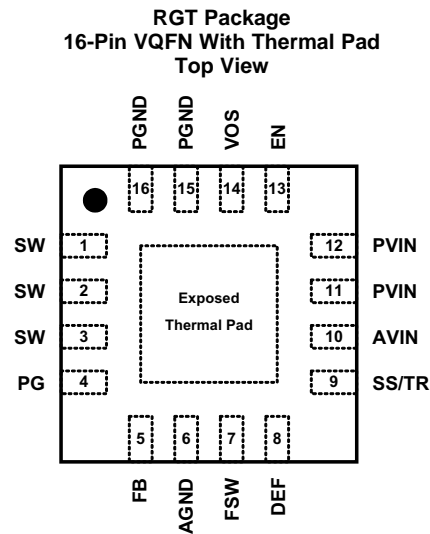 RGT Package
16-Pin VQFN With Thermal Pad
Top View
PGND PGND VOS EN
16 15 14 13
SW 1 12 PVIN
SW 2 11 PVIN
Exposed
Thermal Pad
SW 3 10 AVIN
PG 4 9 SS/TR
5 6 7 8
FB AGND FSW DEF